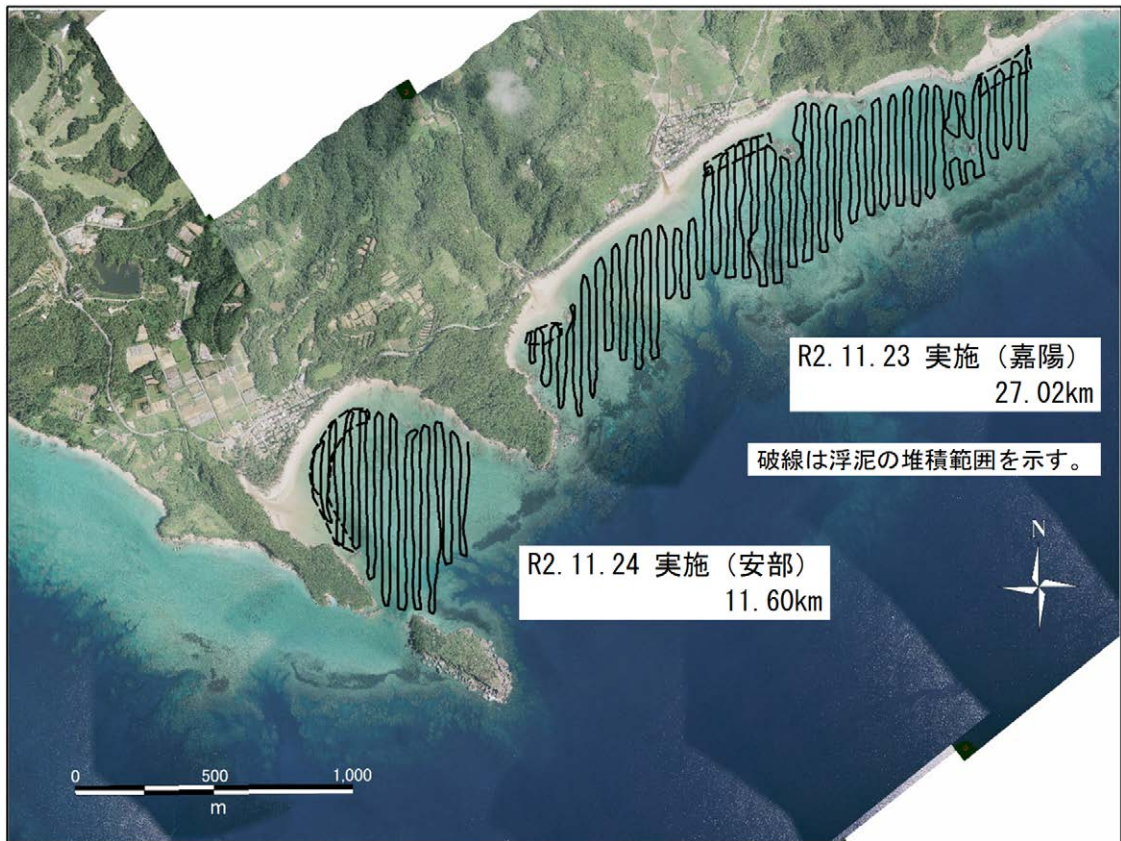 R2.11.23 実施（嘉陽）
27.02km
破線は浮泥の堆積範囲を示す。
R2.11.24 実施（安部）
11.60km
N
0 500 1,000
m